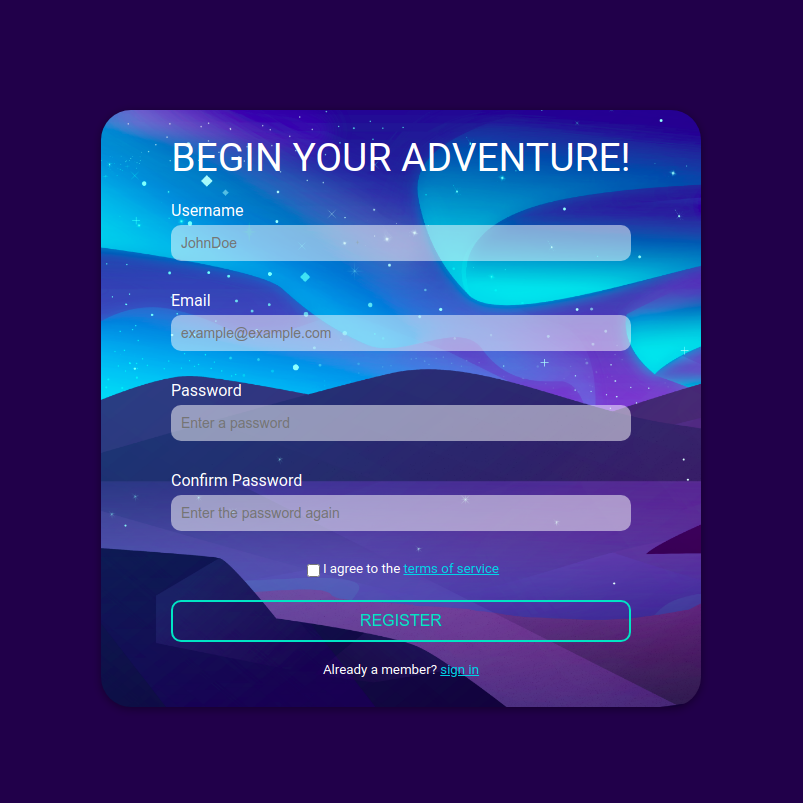 BEGIN YOUR ADVENTURE!
Username
JohnDoe
Email
example@example.com
Password
Enter a password
Confirm Password
Enter the password again
I agree to the terms of service
REGISTER
Already a member? sign in